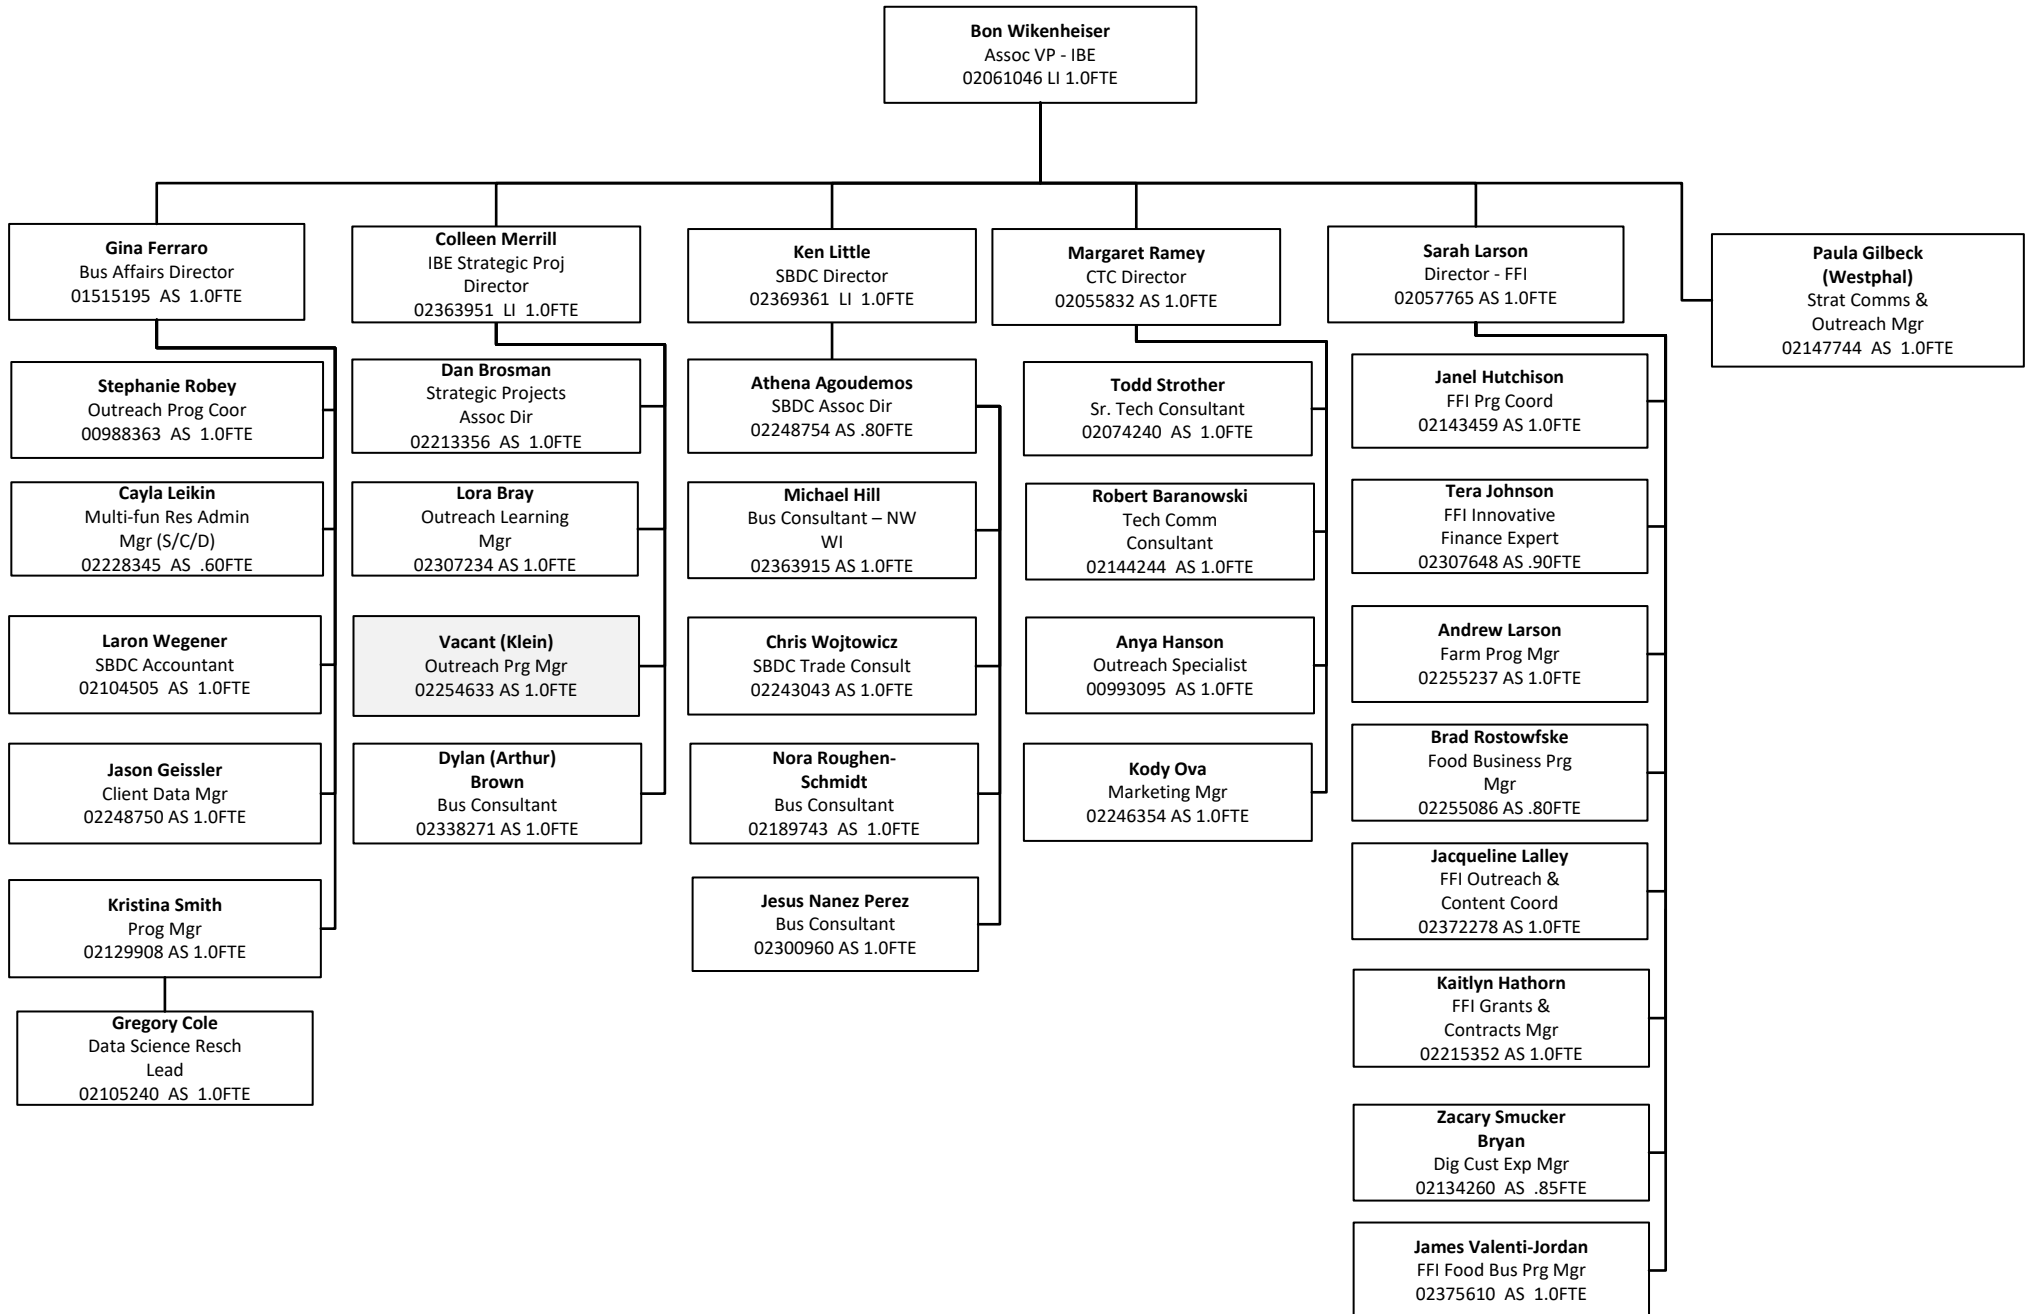 Bon Wikenheiser
Assoc VP - IBE
02061046 LI 1.0FTE
Gina Ferraro
Bus Affairs Director
01515195  AS  1.0FTE
Stephanie Robey
Outreach Prog Coor
00988363  AS  1.0FTE
Cayla Leikin
Multi-fun Res Admin
Mgr (S/C/D)
02228345  AS  .60FTE
Laron Wegener
SBDC Accountant
02104505  AS  1.0FTE
Jason Geissler
Client Data Mgr
02248750 AS 1.0FTE
Kristina Smith
Prog Mgr
02129908 AS 1.0FTE
Gregory Cole
Data Science Resch
Lead
02105240  AS  1.0FTE
Colleen Merrill
IBE Strategic Proj
Director
02363951  LI  1.0FTE
Dan Brosman
Strategic Projects
Assoc Dir
02213356  AS  1.0FTE
Lora Bray
Outreach Learning
Mgr
02307234 AS 1.0FTE
Vacant (Klein)
Outreach Prg Mgr
02254633 AS 1.0FTE
Dylan (Arthur)
Brown
Bus Consultant
02338271 AS 1.0FTE
Ken Little
SBDC Director
02369361  LI  1.0FTE
Athena Agoudemos
SBDC Assoc Dir
02248754 AS .80FTE
Michael Hill
Bus Consultant – NW
WI
02363915 AS 1.0FTE
Chris Wojtowicz
SBDC Trade Consult
02243043 AS 1.0FTE
Nora Roughen-
Schmidt
Bus Consultant
02189743  AS  1.0FTE
Jesus Nanez Perez
Bus Consultant
02300960 AS 1.0FTE
Margaret Ramey
CTC Director
02055832 AS 1.0FTE
Todd Strother
Sr. Tech Consultant
02074240  AS  1.0FTE
Robert Baranowski
Tech Comm
Consultant
02144244  AS  1.0FTE
Anya Hanson
Outreach Specialist
00993095  AS  1.0FTE
Kody Ova
Marketing Mgr
02246354 AS 1.0FTE
Sarah Larson
Director - FFI
02057765 AS 1.0FTE
Janel Hutchison
FFI Prg Coord
02143459 AS 1.0FTE
Tera Johnson
FFI Innovative
Finance Expert
02307648 AS .90FTE
Andrew Larson
Farm Prog Mgr
02255237 AS 1.0FTE
Brad Rostowfske
Food Business Prg
Mgr
02255086 AS .80FTE
Jacqueline Lalley
FFI Outreach &
Content Coord
02372278 AS 1.0FTE
Kaitlyn Hathorn
FFI Grants &
Contracts Mgr
02215352 AS 1.0FTE
Zacary Smucker
Bryan
Dig Cust Exp Mgr
02134260  AS  .85FTE
James Valenti-Jordan
FFI Food Bus Prg Mgr
02375610  AS  1.0FTE
Paula Gilbeck
(Westphal)
Strat Comms &
Outreach Mgr
02147744  AS  1.0FTE